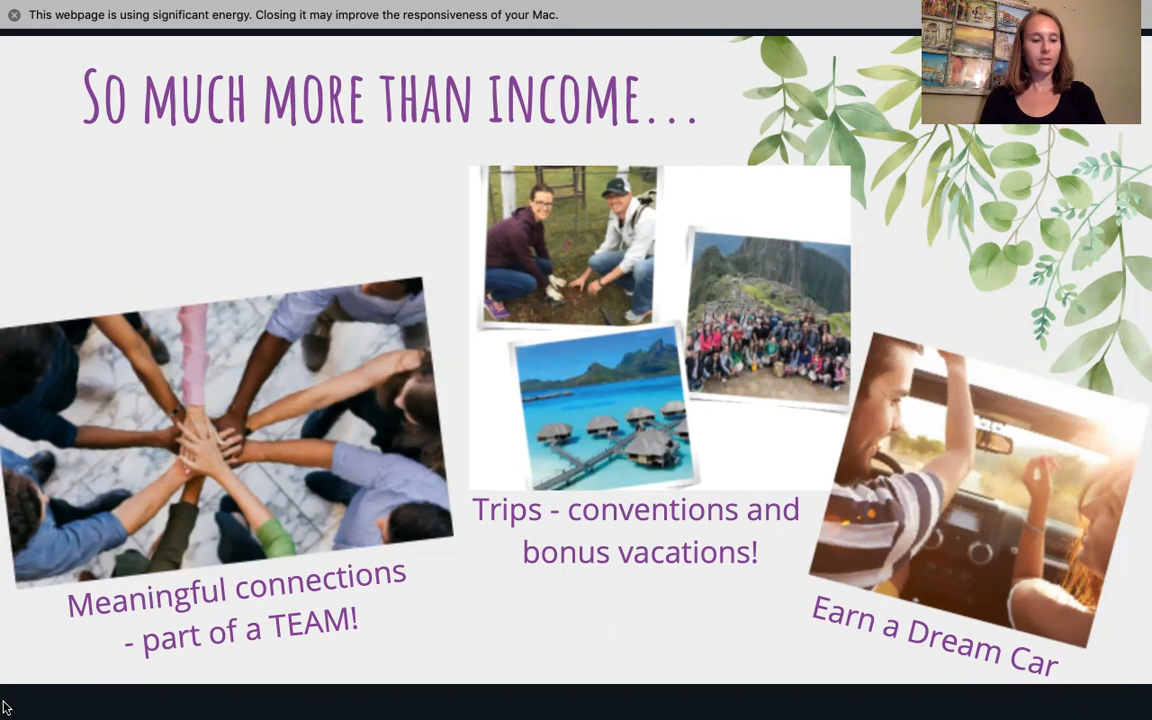 This webpage is using significant energy. Closing it may improve the responsiveness of your Mac.
So much more than income...
Trips - conventions and
bonus vacations!
Meaningful connections
- part of a TEAM!
Earn a Dream Car